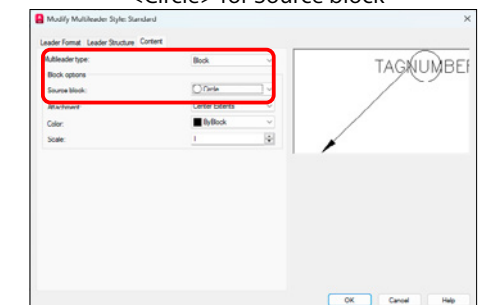 <Circle> for Source block
Modify Multileader Style: Standard
Leader Format Leader Structure Content
Multileader type: Block
Block options
Source block: Circle
Attachment: Center Extents
Color: ByBlock
Scale: 1
TAGNUMBER
OK Cancel Help